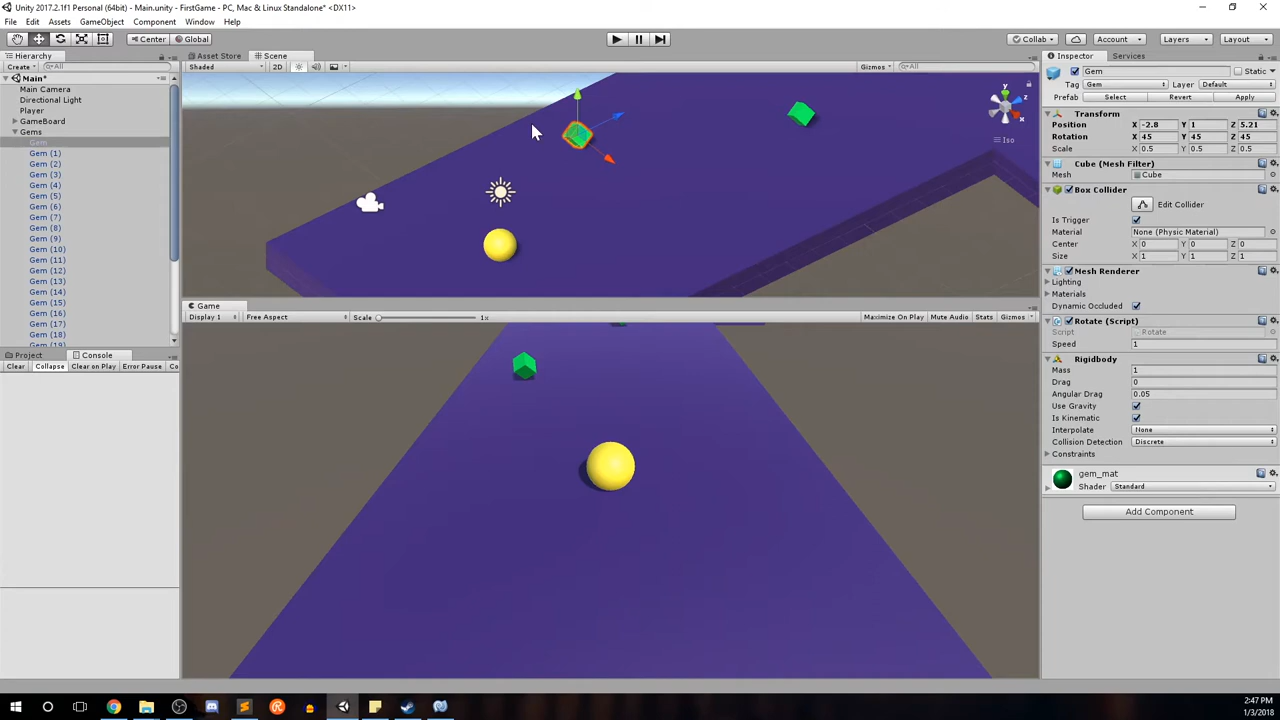 Unity 2017.2.1f1 Personal (64bit) - Main.unity - FirstGame - PC, Mac & Linux Standalone* <DX11>
File Edit Assets GameObject Component Window Help
Center Global Collab Account Layers Layout
Hierarchy Asset Store Scene Inspector Services
Create All Shaded 2D Gizmos All
Main*
Main Camera
Directional Light
Player
GameBoard
Gems
Gem
Gem (1)
Gem (2)
Gem (3)
Gem (4)
Gem (5)
Gem (6)
Gem (7)
Gem (8)
Gem (9)
Gem (10)
Gem (11)
Gem (12)
Gem (13)
Gem (14)
Gem (15)
Gem (16)
Gem (17)
Gem (18)
Gem (19)
Project Console
Clear Collapse Clear on Play Error Pause Co
y
z
x
Iso
Game
Display 1 Free Aspect Scale 1x Maximize On Play Mute Audio Stats Gizmos
Gem Static
Tag Gem Layer Default
Prefab Select Revert Apply
Transform
Position X -2.8 Y 1 Z 5.21
Rotation X 45 Y 45 Z 45
Scale X 0.5 Y 0.5 Z 0.5
Cube (Mesh Filter)
Mesh Cube
Box Collider
Edit Collider
Is Trigger
Material None (Physic Material)
Center X 0 Y 0 Z 0
Size X 1 Y 1 Z 1
Mesh Renderer
Lighting
Materials
Dynamic Occluded
Rotate (Script)
Script Rotate
Speed 1
Rigidbody
Mass 1
Drag 0
Angular Drag 0.05
Use Gravity
Is Kinematic
Interpolate None
Collision Detection Discrete
Constraints
gem_mat
Shader Standard
Add Component
2:47 PM
1/3/2018